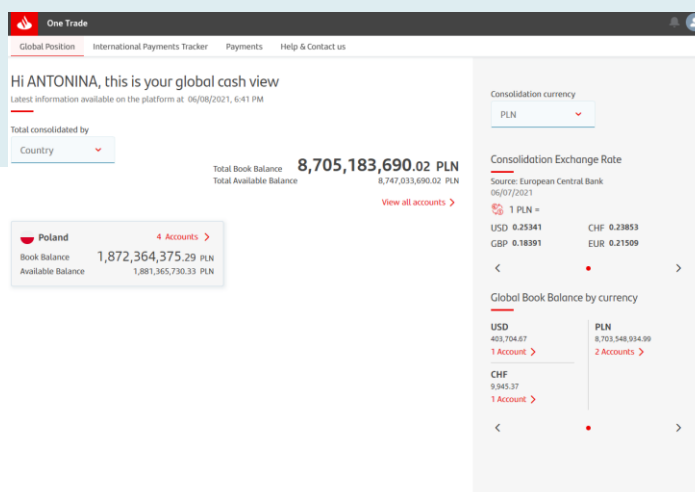 One Trade
Global Position International Payments Tracker Payments Help & Contact us
Hi ANTONINA, this is your global cash view
Latest information available on the platform at 06/08/2021, 6:41 PM
Total consolidated by
Country
Total Book Balance 8,705,183,690.02 PLN
Total Available Balance 8,747,033,690.02 PLN
View all accounts
Poland 4 Accounts
Book Balance 1,872,364,375.29 PLN
Available Balance 1,881,365,730.33 PLN
Consolidation currency
PLN
Consolidation Exchange Rate
Source: European Central Bank
06/07/2021
1 PLN =
USD 0.25341 CHF 0.23853
GBP 0.18391 EUR 0.21509
Global Book Balance by currency
USD PLN
403,704.67 8,703,548,934.99
1 Account 2 Accounts
CHF
9,945.37
1 Account